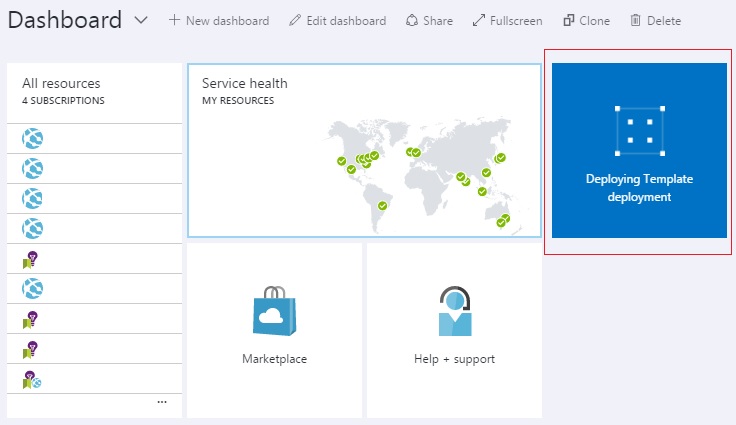 Dashboard
+ New dashboard
Edit dashboard
Share
Fullscreen
Clone
Delete
All resources
4 SUBSCRIPTIONS
Service health
MY RESOURCES
Deploying Template
deployment
Marketplace
Help + support
...